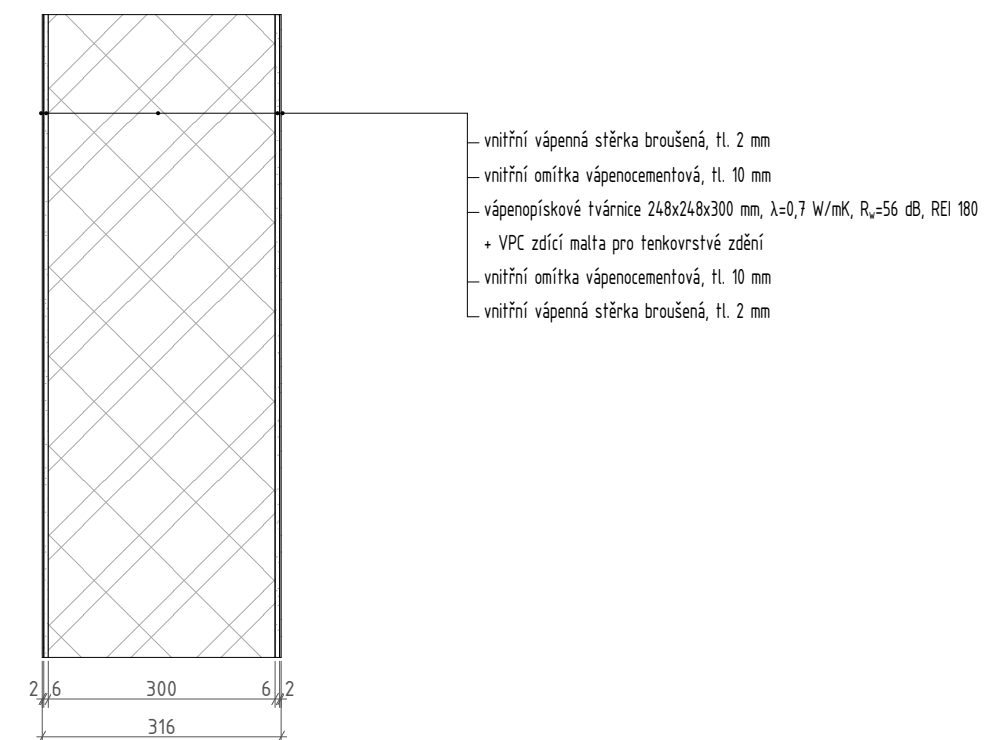 vnitřní vápenná stěrka broušená, tl. 2 mm
vnitřní omítka vápenocementová, tl. 10 mm
vápenopískové tvárnice 248x248x300 mm, λ=0,7 W/mK, Rw=56 dB, REI 180
+ VPC zdící malta pro tenkovrstvé zdění
vnitřní omítka vápenocementová, tl. 10 mm
vnitřní vápenná stěrka broušená, tl. 2 mm
2 6 300 6 2
316